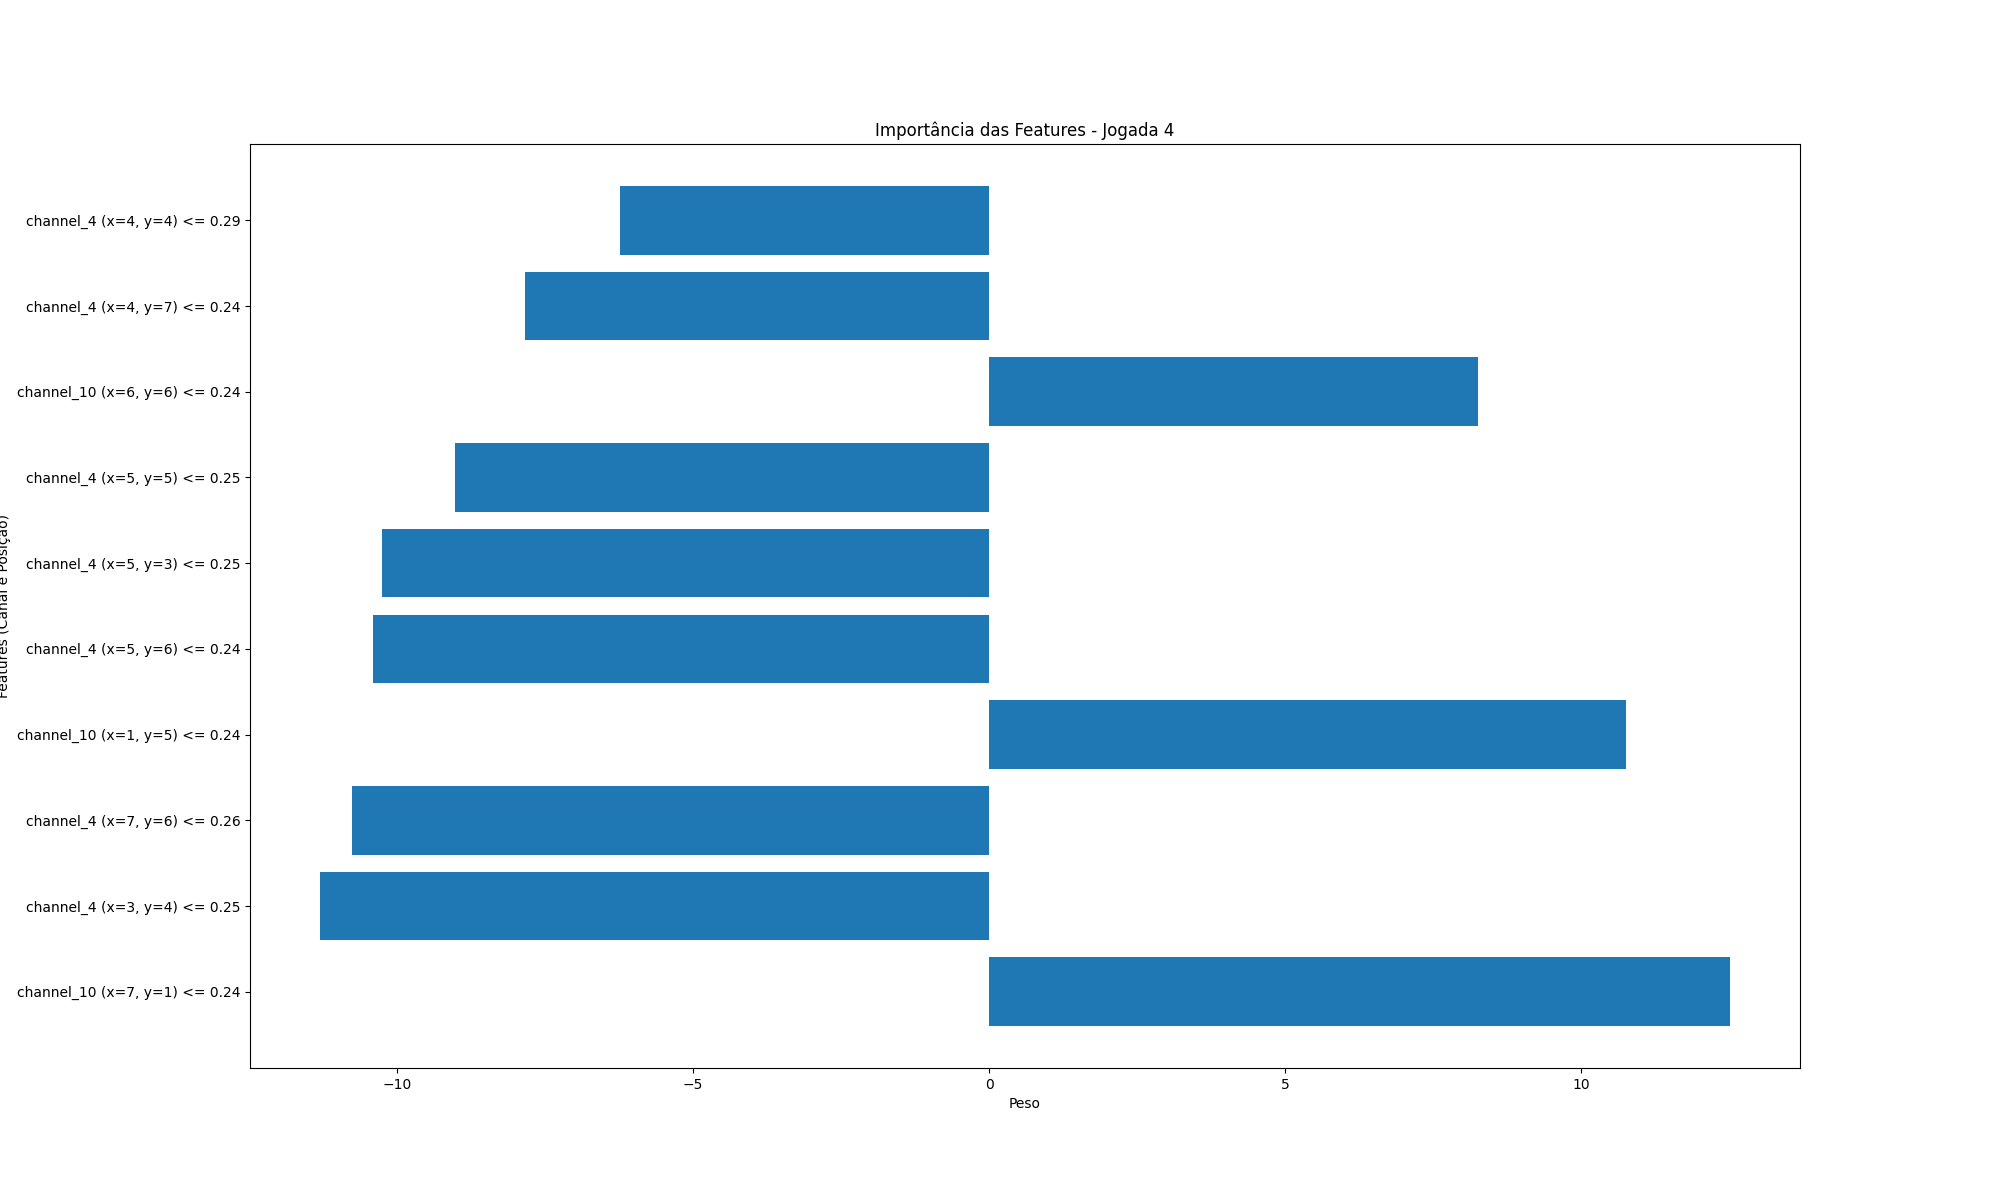 Importância das Features - Jogada 4
channel_4 (x=4, y=4) <= 0.29
channel_4 (x=4, y=7) <= 0.24
channel_10 (x=6, y=6) <= 0.24
channel_4 (x=5, y=5) <= 0.25
channel_4 (x=5, y=3) <= 0.25
channel_4 (x=5, y=6) <= 0.24
channel_10 (x=1, y=5) <= 0.24
channel_4 (x=7, y=6) <= 0.26
channel_4 (x=3, y=4) <= 0.25
channel_10 (x=7, y=1) <= 0.24
Features (Canal e Posição)
−10 −5 0 5 10
Peso